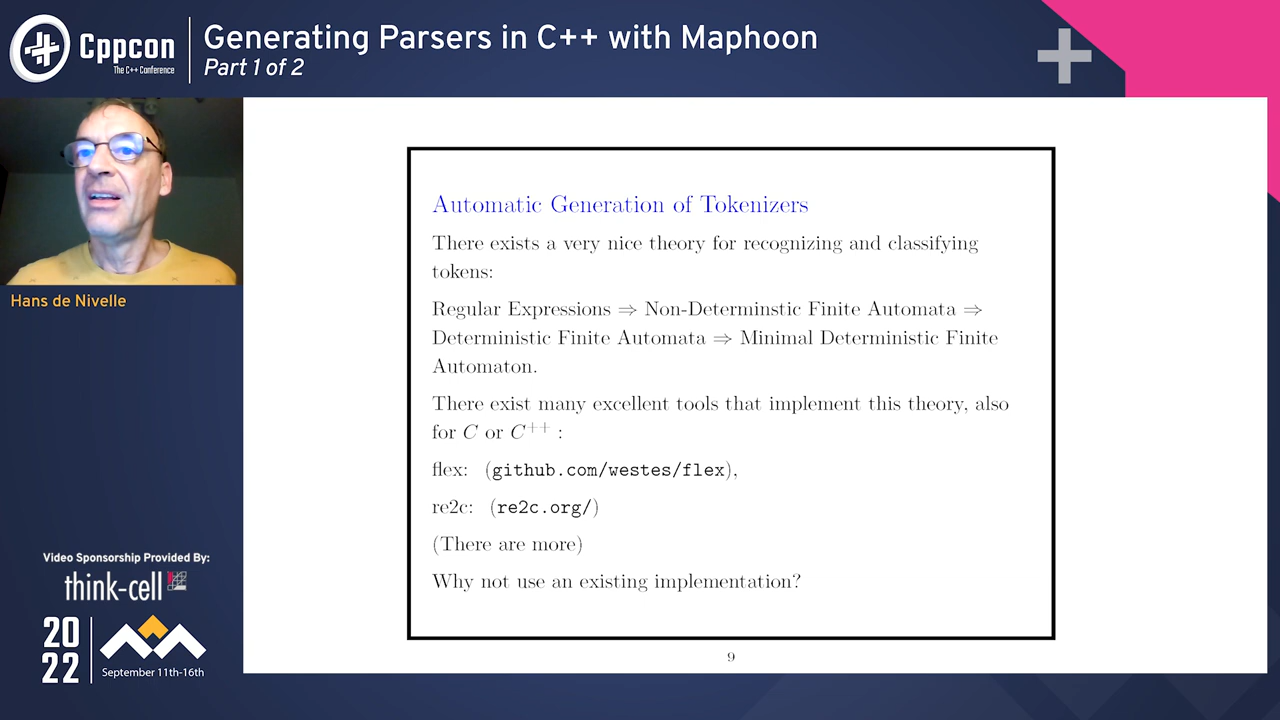 Cppcon
The C++ Conference
Generating Parsers in C++ with Maphoon
Part 1 of 2
Hans de Nivelle
Automatic Generation of Tokenizers
There exists a very nice theory for recognizing and classifying
tokens:
Regular Expressions ⇒ Non-Determinstic Finite Automata ⇒
Deterministic Finite Automata ⇒ Minimal Deterministic Finite
Automaton.
There exist many excellent tools that implement this theory, also
for C or C++ :
flex: (github.com/westes/flex),
re2c: (re2c.org/)
(There are more)
Why not use an existing implementation?
9
Video Sponsorship Provided By:
think-cell
20
22
September 11th-16th